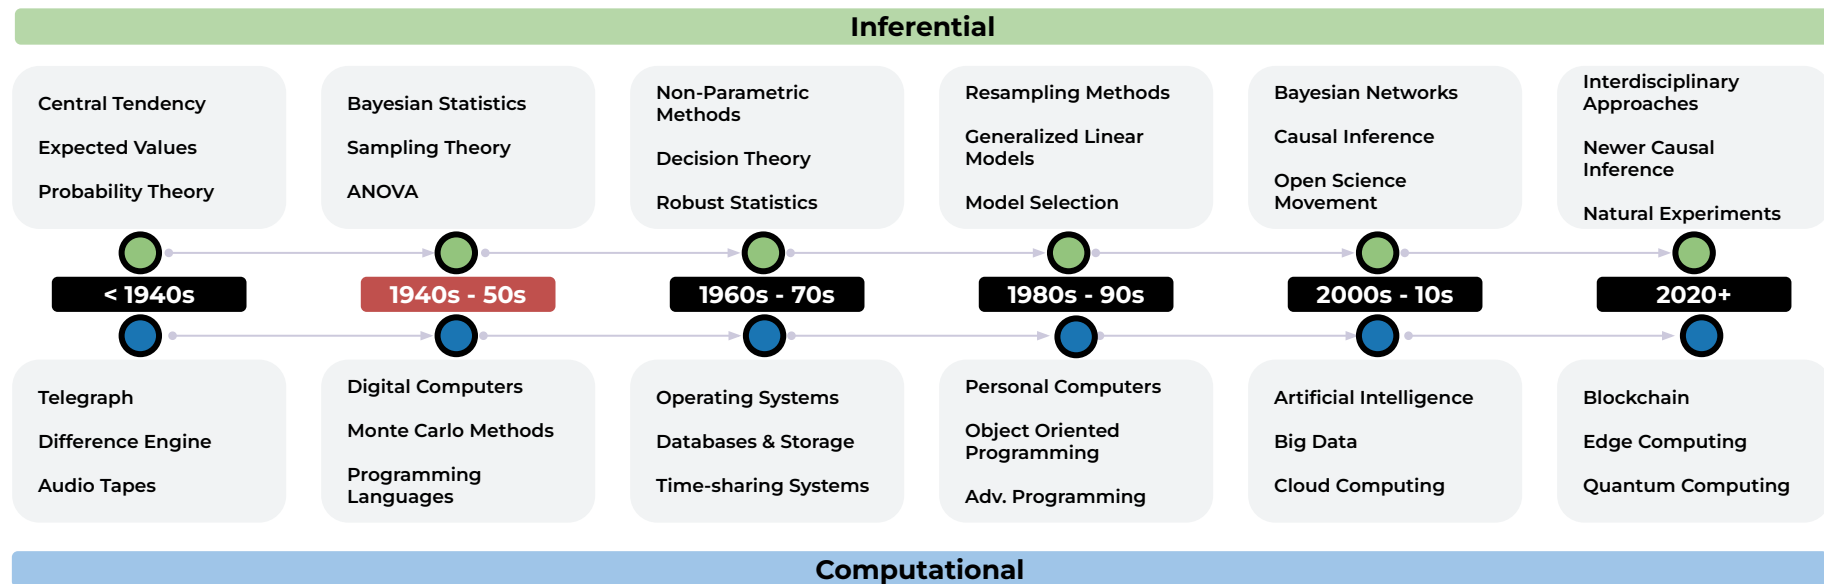 Inferential
Central Tendency
Expected Values
Probability Theory
Bayesian Statistics
Sampling Theory
ANOVA
Non-Parametric
Methods
Decision Theory
Robust Statistics
Resampling Methods
Generalized Linear
Models
Model Selection
Bayesian Networks
Causal Inference
Open Science
Movement
Interdisciplinary
Approaches
Newer Causal
Inference
Natural Experiments
< 1940s
1940s - 50s
1960s - 70s
1980s - 90s
2000s - 10s
2020+
Telegraph
Difference Engine
Audio Tapes
Digital Computers
Monte Carlo Methods
Programming
Languages
Operating Systems
Databases & Storage
Time-sharing Systems
Personal Computers
Object Oriented
Programming
Adv. Programming
Artificial Intelligence
Big Data
Cloud Computing
Blockchain
Edge Computing
Quantum Computing
Computational